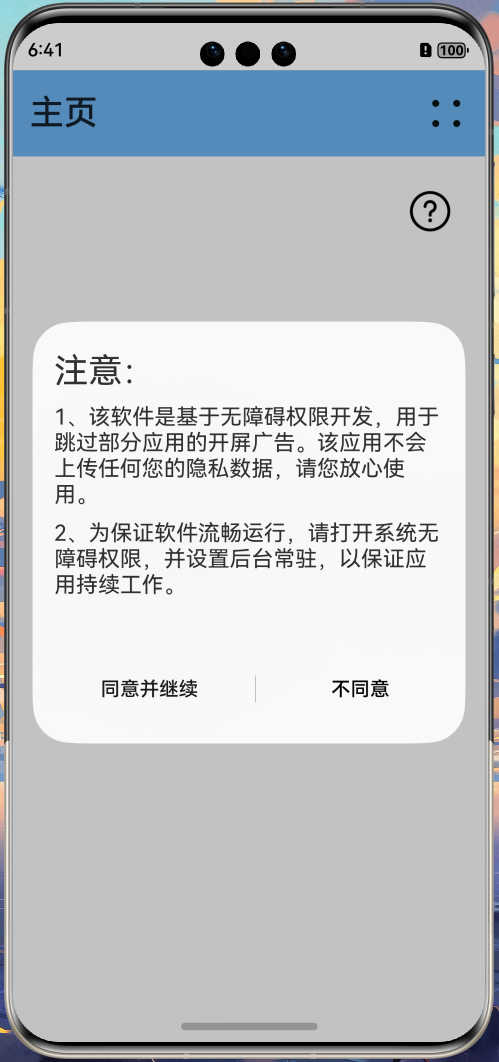 6:41
100
主页
?
注意：
1、该软件是基于无障碍权限开发，用于
跳过部分应用的开屏广告。该应用不会
上传任何您的隐私数据，请您放心使
用。
2、为保证软件流畅运行，请打开系统无
障碍权限，并设置后台常驻，以保证应
用持续工作。
同意并继续
不同意